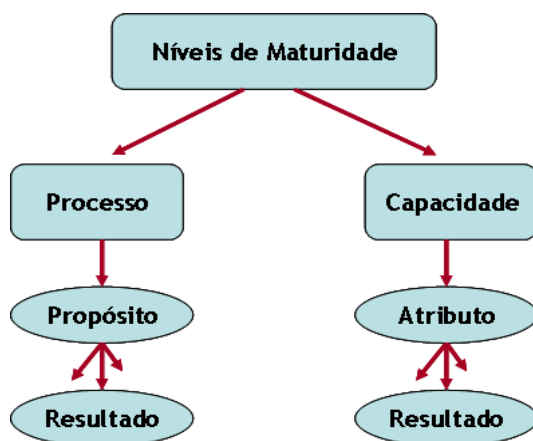 Níveis de Maturidade
Processo
Capacidade
Propósito
Atributo
Resultado
Resultado